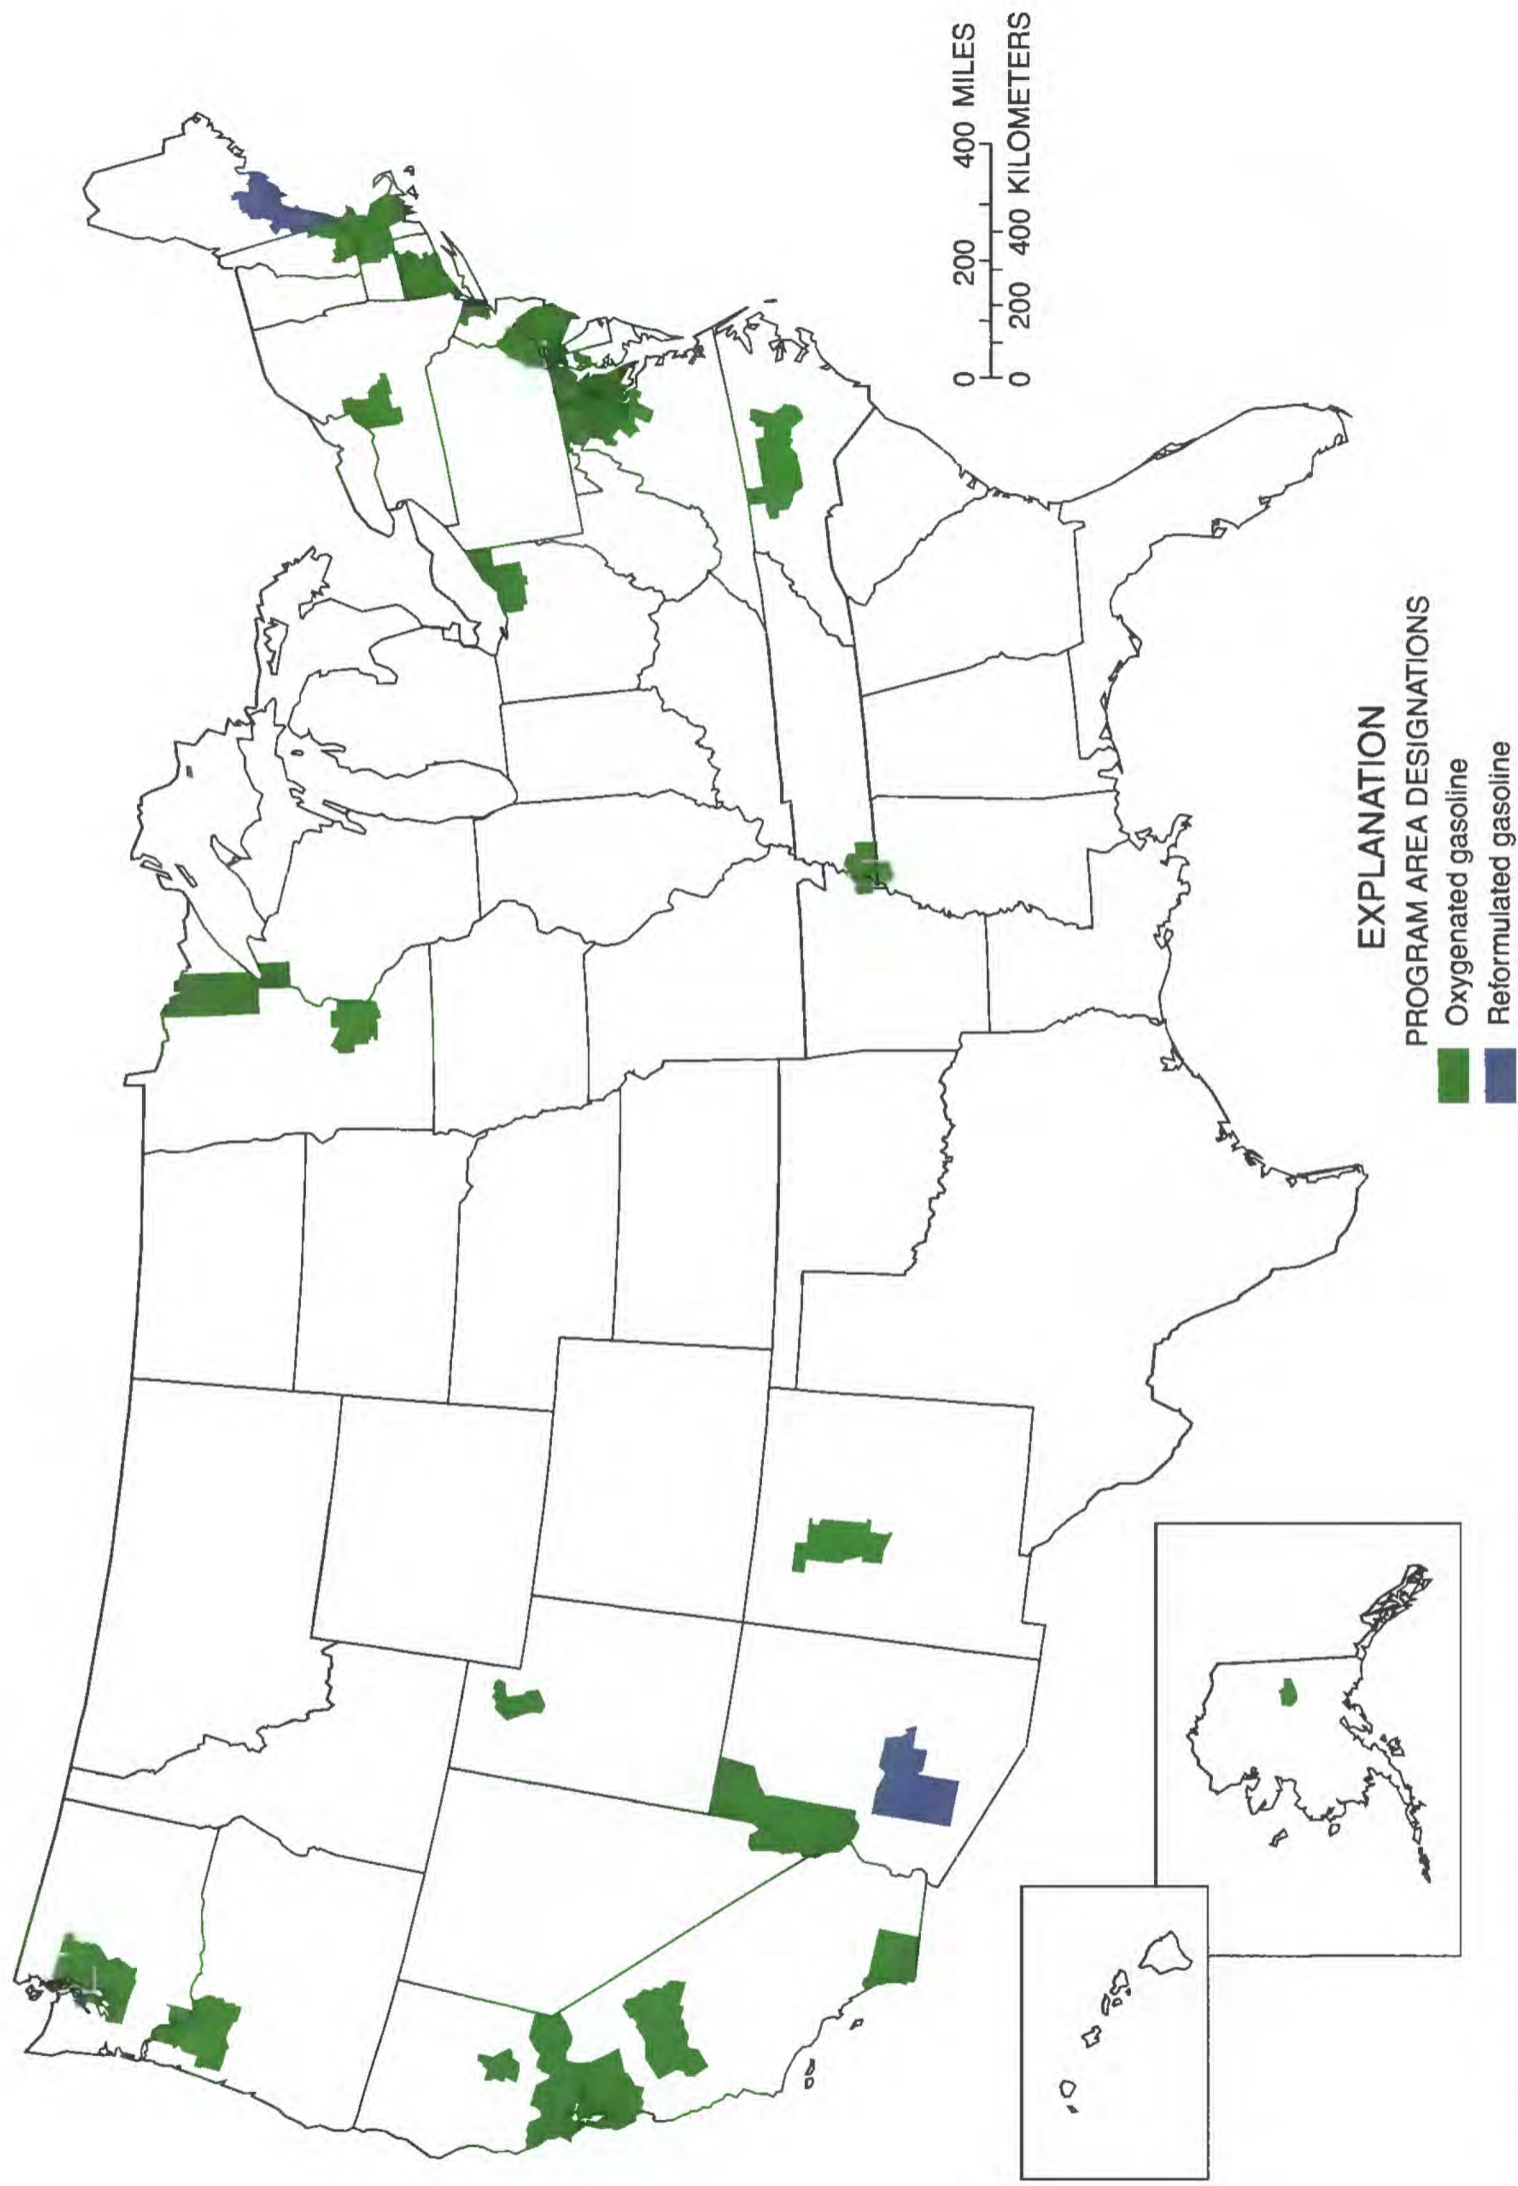 0 200 400 MILES
0 200 400 KILOMETERS
EXPLANATION
PROGRAM AREA DESIGNATIONS
Oxygenated gasoline
Reformulated gasoline